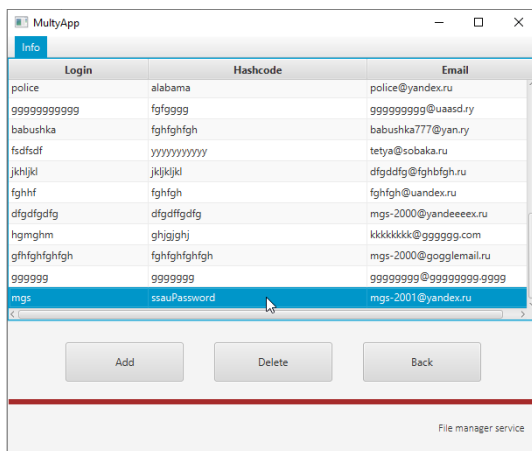 MultyApp
Info
Login Hashcode Email
police alabama police@yandex.ru
ggggggggggg fgfgggg ggggggggg@uaasd.ry
babushka fghfghfgh babushka777@yan.ry
fsdfsdf yyyyyyyyyyy tetya@sobaka.ru
jkhljkl jkljkljkl dfgddfg@fghbfgh.ru
fghhf fghfgh fghfgh@uandex.ru
dfgdfgdfg dfgdffgdfg mgs-2000@yandeeeex.ru
hgmghm ghjgjghj kkkkkkkk@gggggg.com
gfhfghfghfgh fghfghfghfgh mgs-2000@gogglemail.ru
gggggg ggggggg gggggggg@gggggggg.gggg
mgs ssauPassword mgs-2001@yandex.ru
Add Delete Back
File manager service